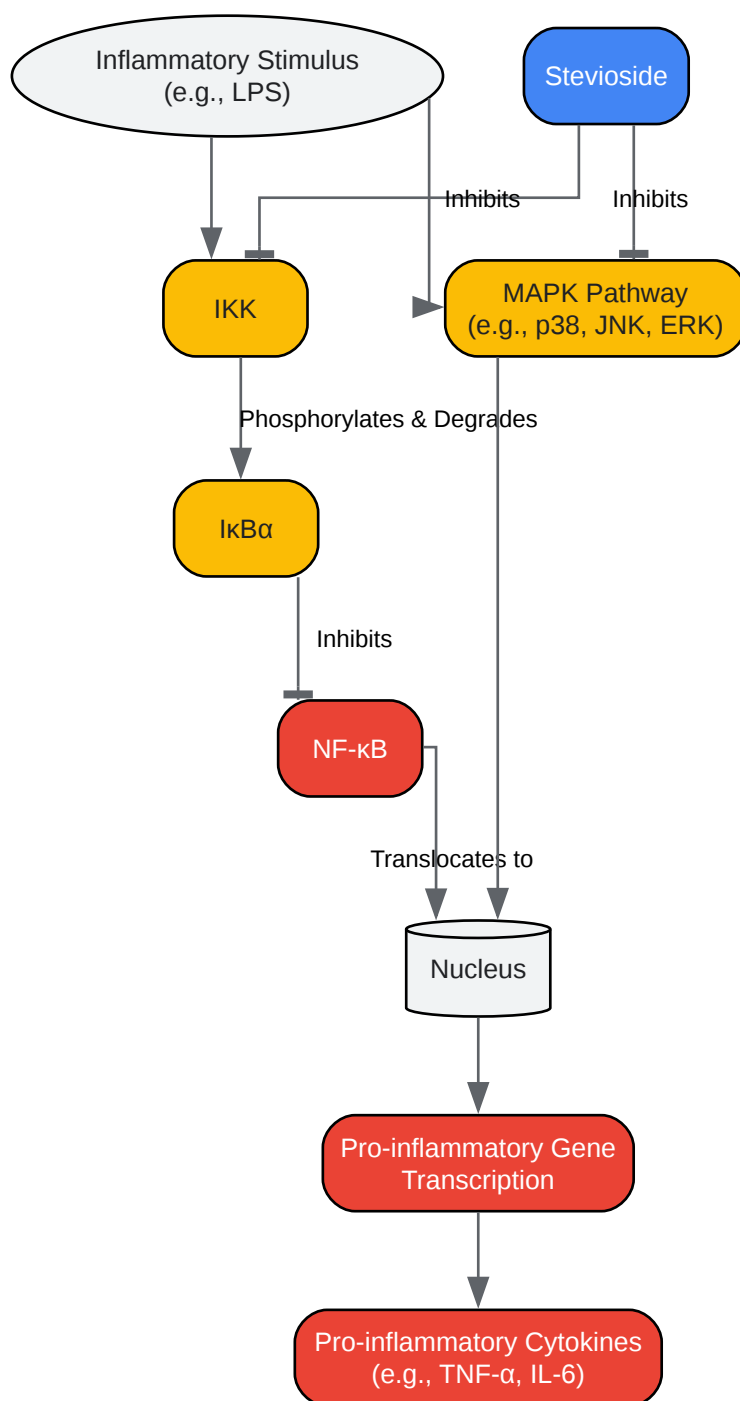 Inflammatory Stimulus
(e.g., LPS)
Stevioside
Inhibits
Inhibits
IKK
MAPK Pathway
(e.g., p38, JNK, ERK)
Phosphorylates & Degrades
IκBα
Inhibits
NF-κB
Translocates to
Nucleus
Pro-inflammatory Gene
Transcription
Pro-inflammatory Cytokines
(e.g., TNF-α, IL-6)